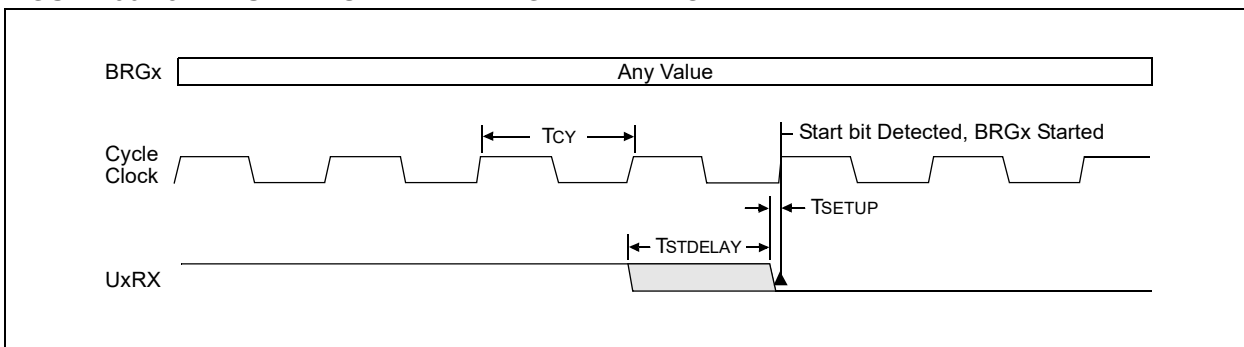 BRGx
Any Value
TCY
Start bit Detected, BRGx Started
Cycle
Clock
TSETUP
TSTDELAY
UxRX